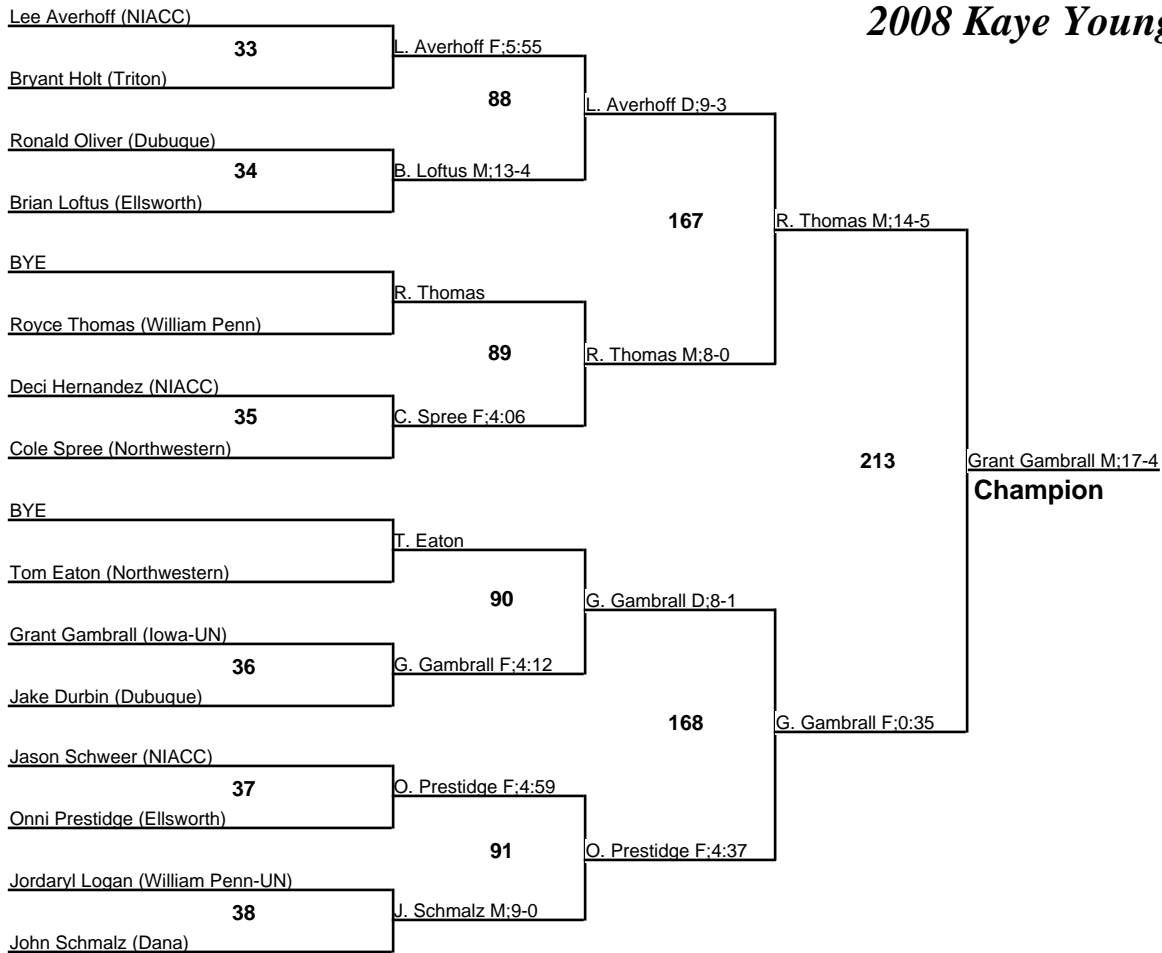 2008 Kaye Young
Lee Averhoff (NIACC)
33
Bryant Holt (Triton)
L. Averhoff F;5:55
88
Ronald Oliver (Dubuque)
34
Brian Loftus (Ellsworth)
B. Loftus M;13-4
L. Averhoff D;9-3
167
BYE
Royce Thomas (William Penn)
R. Thomas
89
Deci Hernandez (NIACC)
35
Cole Spree (Northwestern)
C. Spree F;4:06
R. Thomas M;8-0
R. Thomas M;14-5
213
BYE
Tom Eaton (Northwestern)
T. Eaton
90
Grant Gambrall (Iowa-UN)
36
Jake Durbin (Dubuque)
G. Gambrall F;4:12
G. Gambrall D;8-1
168
Jason Schweer (NIACC)
37
Onni Prestidge (Ellsworth)
O. Prestidge F;4:59
91
Jordaryl Logan (William Penn-UN)
38
John Schmalz (Dana)
J. Schmalz M;9-0
O. Prestidge F;4:37
G. Gambrall F;0:35
Grant Gambrall M;17-4
Champion